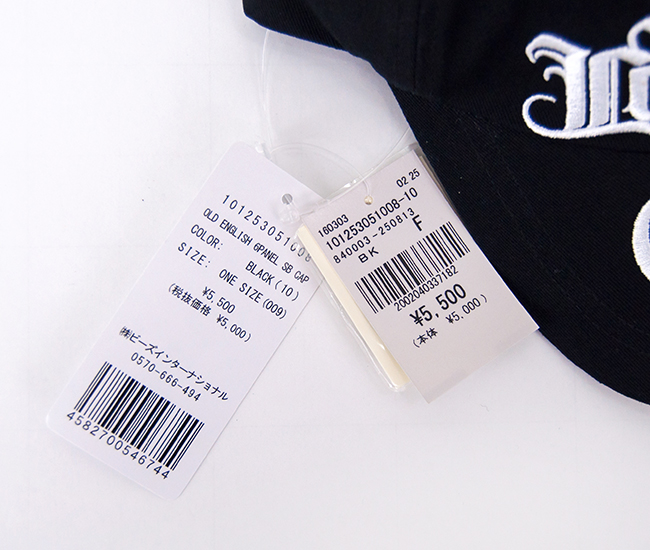 101253051008
OLD ENGLISH 6PANEL SB CAP
COLOR: BLACK(10)
SIZE: ONE SIZE(009)
¥5,500
(税抜価格 ¥5,000)
㈱ビーズインターナショナル
0570-666-494
4582700546744
160303 02 25
101253051008-10
840003-250813
BK F
2002040337182
¥5,500
(本体 ¥5,000)